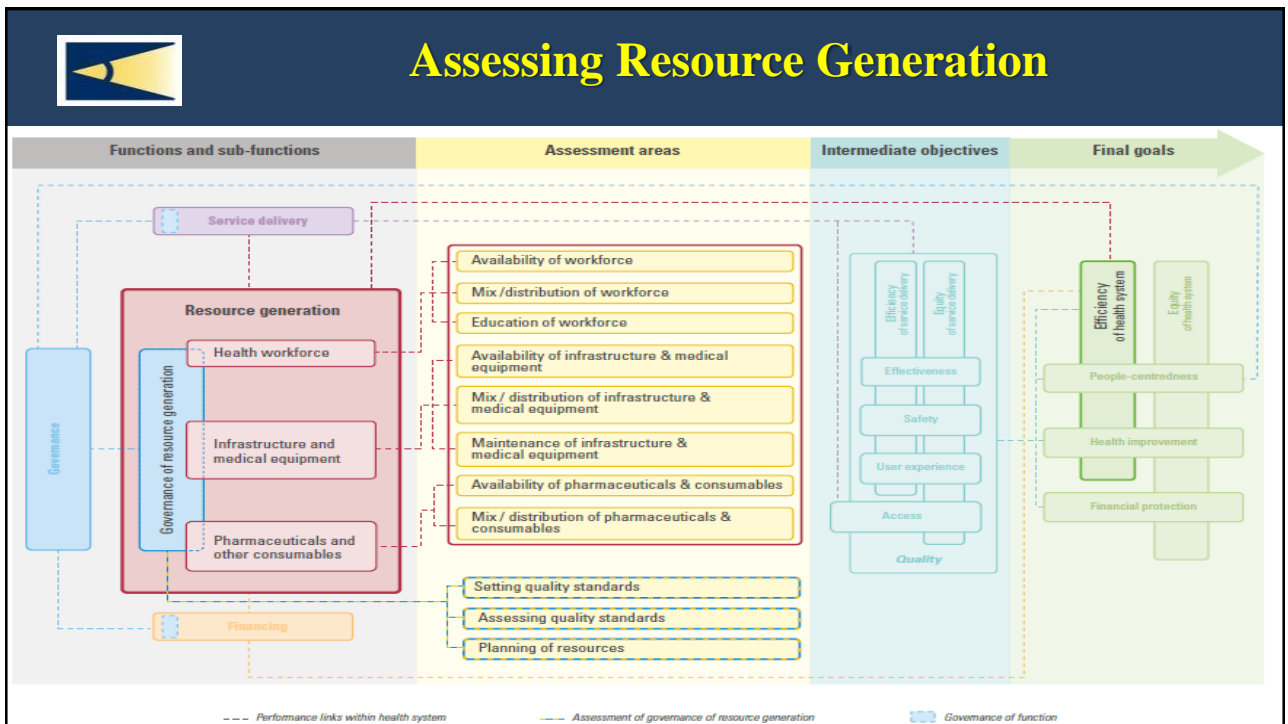 Assessing Resource Generation
Functions and sub-functions
Assessment areas
Intermediate objectives
Final goals
Service delivery
Resource generation
Governance
Governance of resource generation
Health workforce
Infrastructure and
medical equipment
Pharmaceuticals and
other consumables
Financing
Availability of workforce
Mix /distribution of workforce
Education of workforce
Availability of infrastructure & medical
equipment
Mix / distribution of infrastructure &
medical equipment
Maintenance of infrastructure &
medical equipment
Availability of pharmaceuticals & consumables
Mix / distribution of pharmaceuticals &
consumables
Setting quality standards
Assessing quality standards
Planning of resources
Efficiency
of service delivery
Equity
of service delivery
Effectiveness
Safety
User experience
Access
Quality
Efficiency
of health system
Equity
of health system
People-centredness
Health improvement
Financial protection
Performance links within health system
Assessment of governance of resource generation
Governance of function